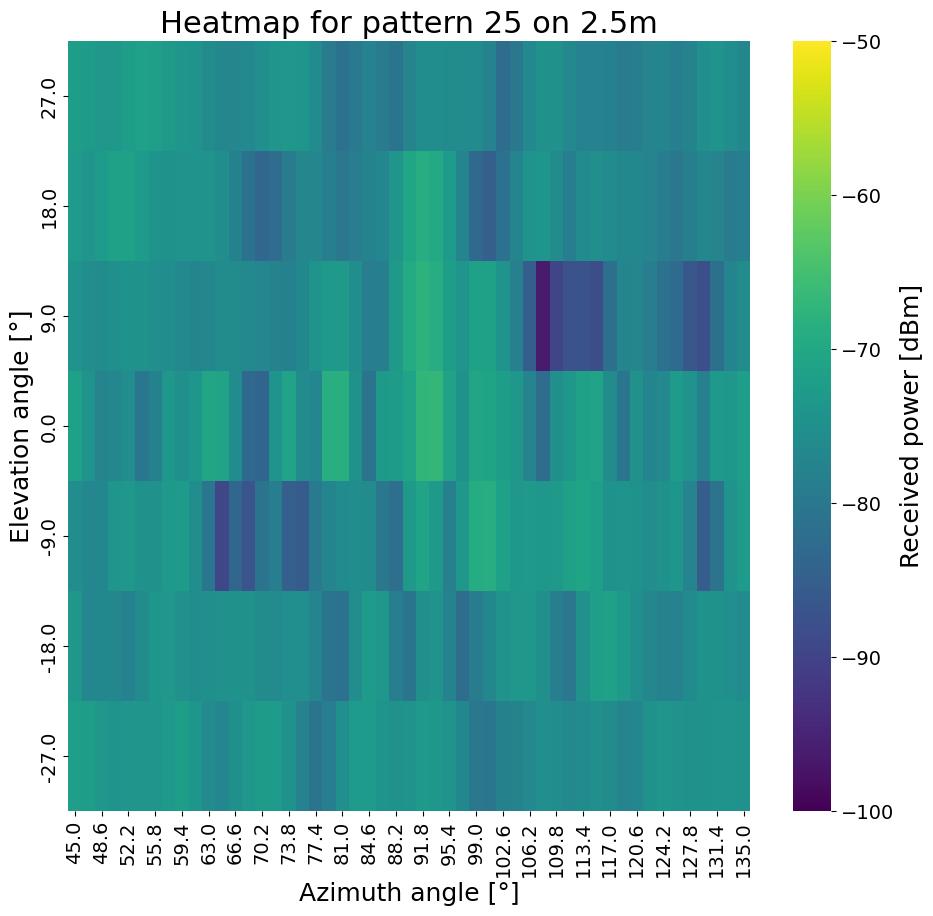 Heatmap for pattern 25 on 2.5m
27.0
18.0
9.0
0.0
-9.0
-18.0
-27.0
Elevation angle [°]
45.0 48.6 52.2 55.8 59.4 63.0 66.6 70.2 73.8 77.4 81.0 84.6 88.2 91.8 95.4 99.0 102.6 106.2 109.8 113.4 117.0 120.6 124.2 127.8 131.4 135.0
Azimuth angle [°]
−50
−60
−70
−80
−90
−100
Received power [dBm]